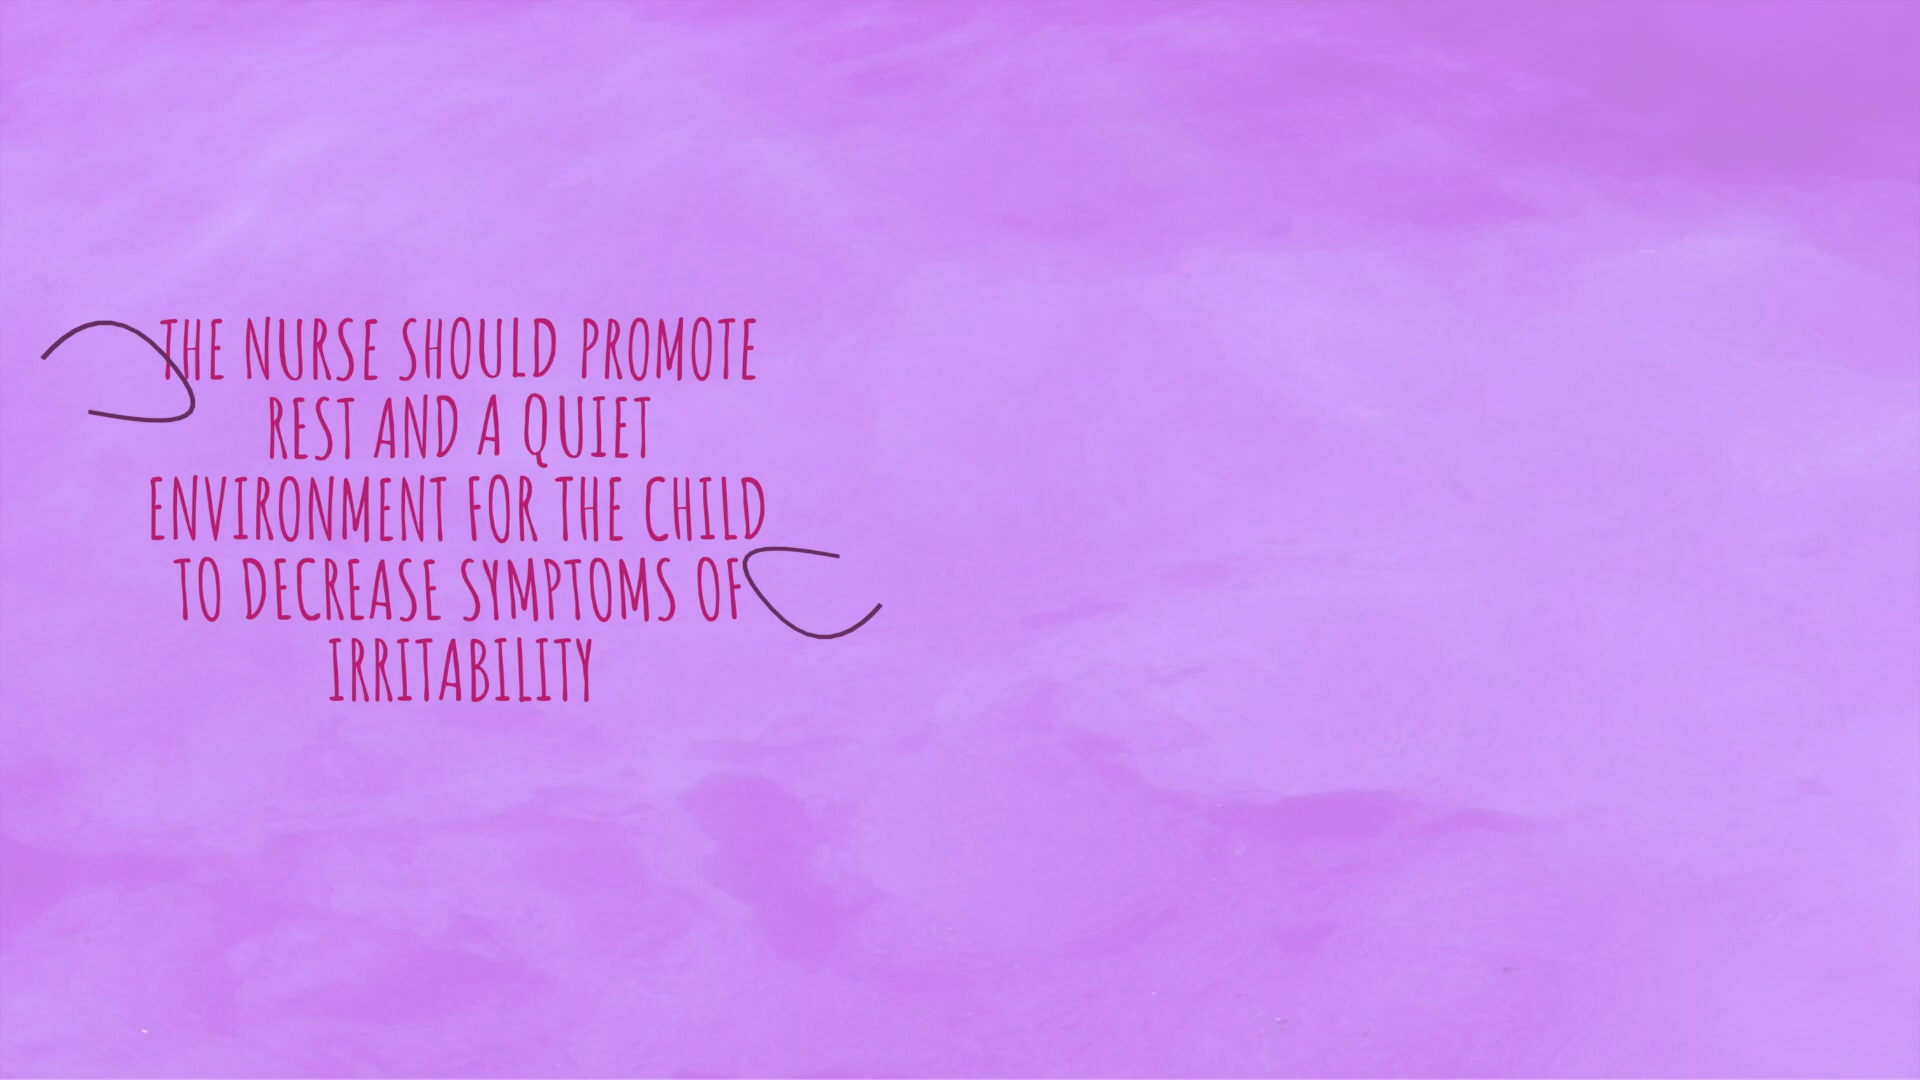 THE NURSE SHOULD PROMOTE
REST AND A QUIET
ENVIRONMENT FOR THE CHILD
TO DECREASE SYMPTOMS OF
IRRITABILITY